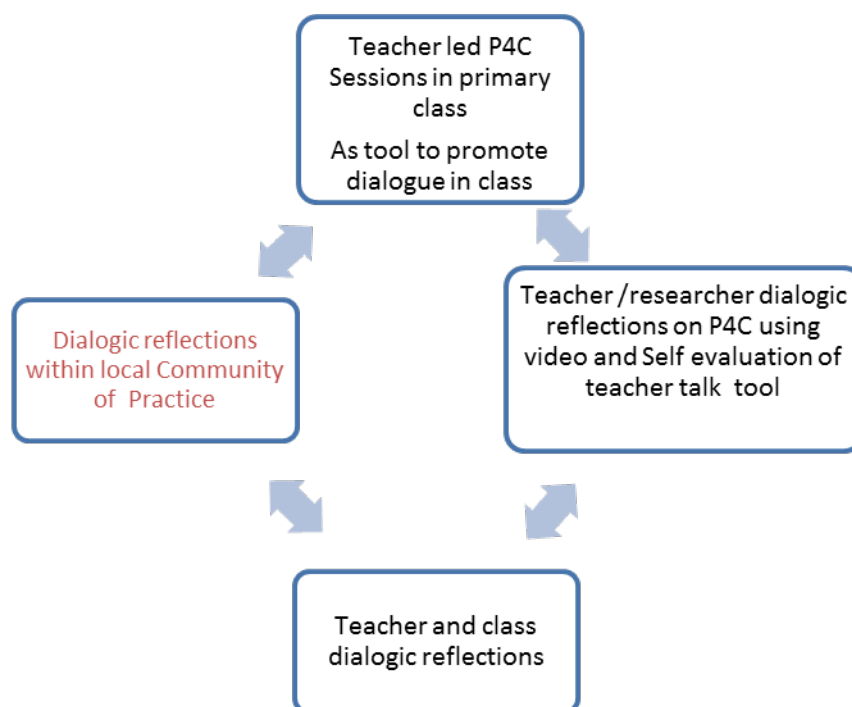 Teacher led P4C
Sessions in primary
class
As tool to promote
dialogue in class
Dialogic reflections
within local Community
of Practice
Teacher /researcher dialogic
reflections on P4C using
video and Self evaluation of
teacher talk tool
Teacher and class
dialogic reflections